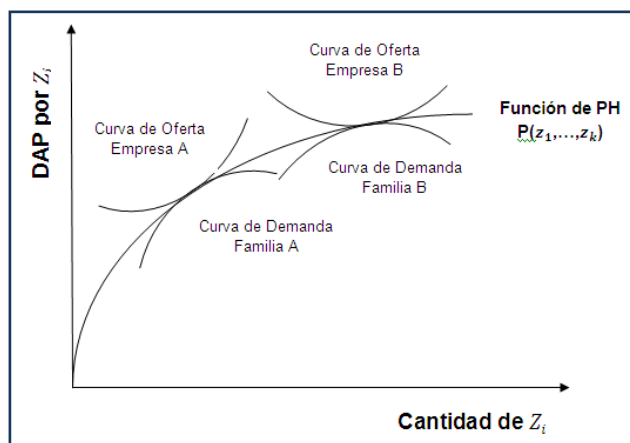 Curva de Oferta
Empresa B
Función de PH
P(z₁,...,zₖ)
Curva de Oferta
Empresa A
Curva de Demanda
Familia B
Curva de Demanda
Familia A
DAP por Zᵢ
Cantidad de Zᵢ